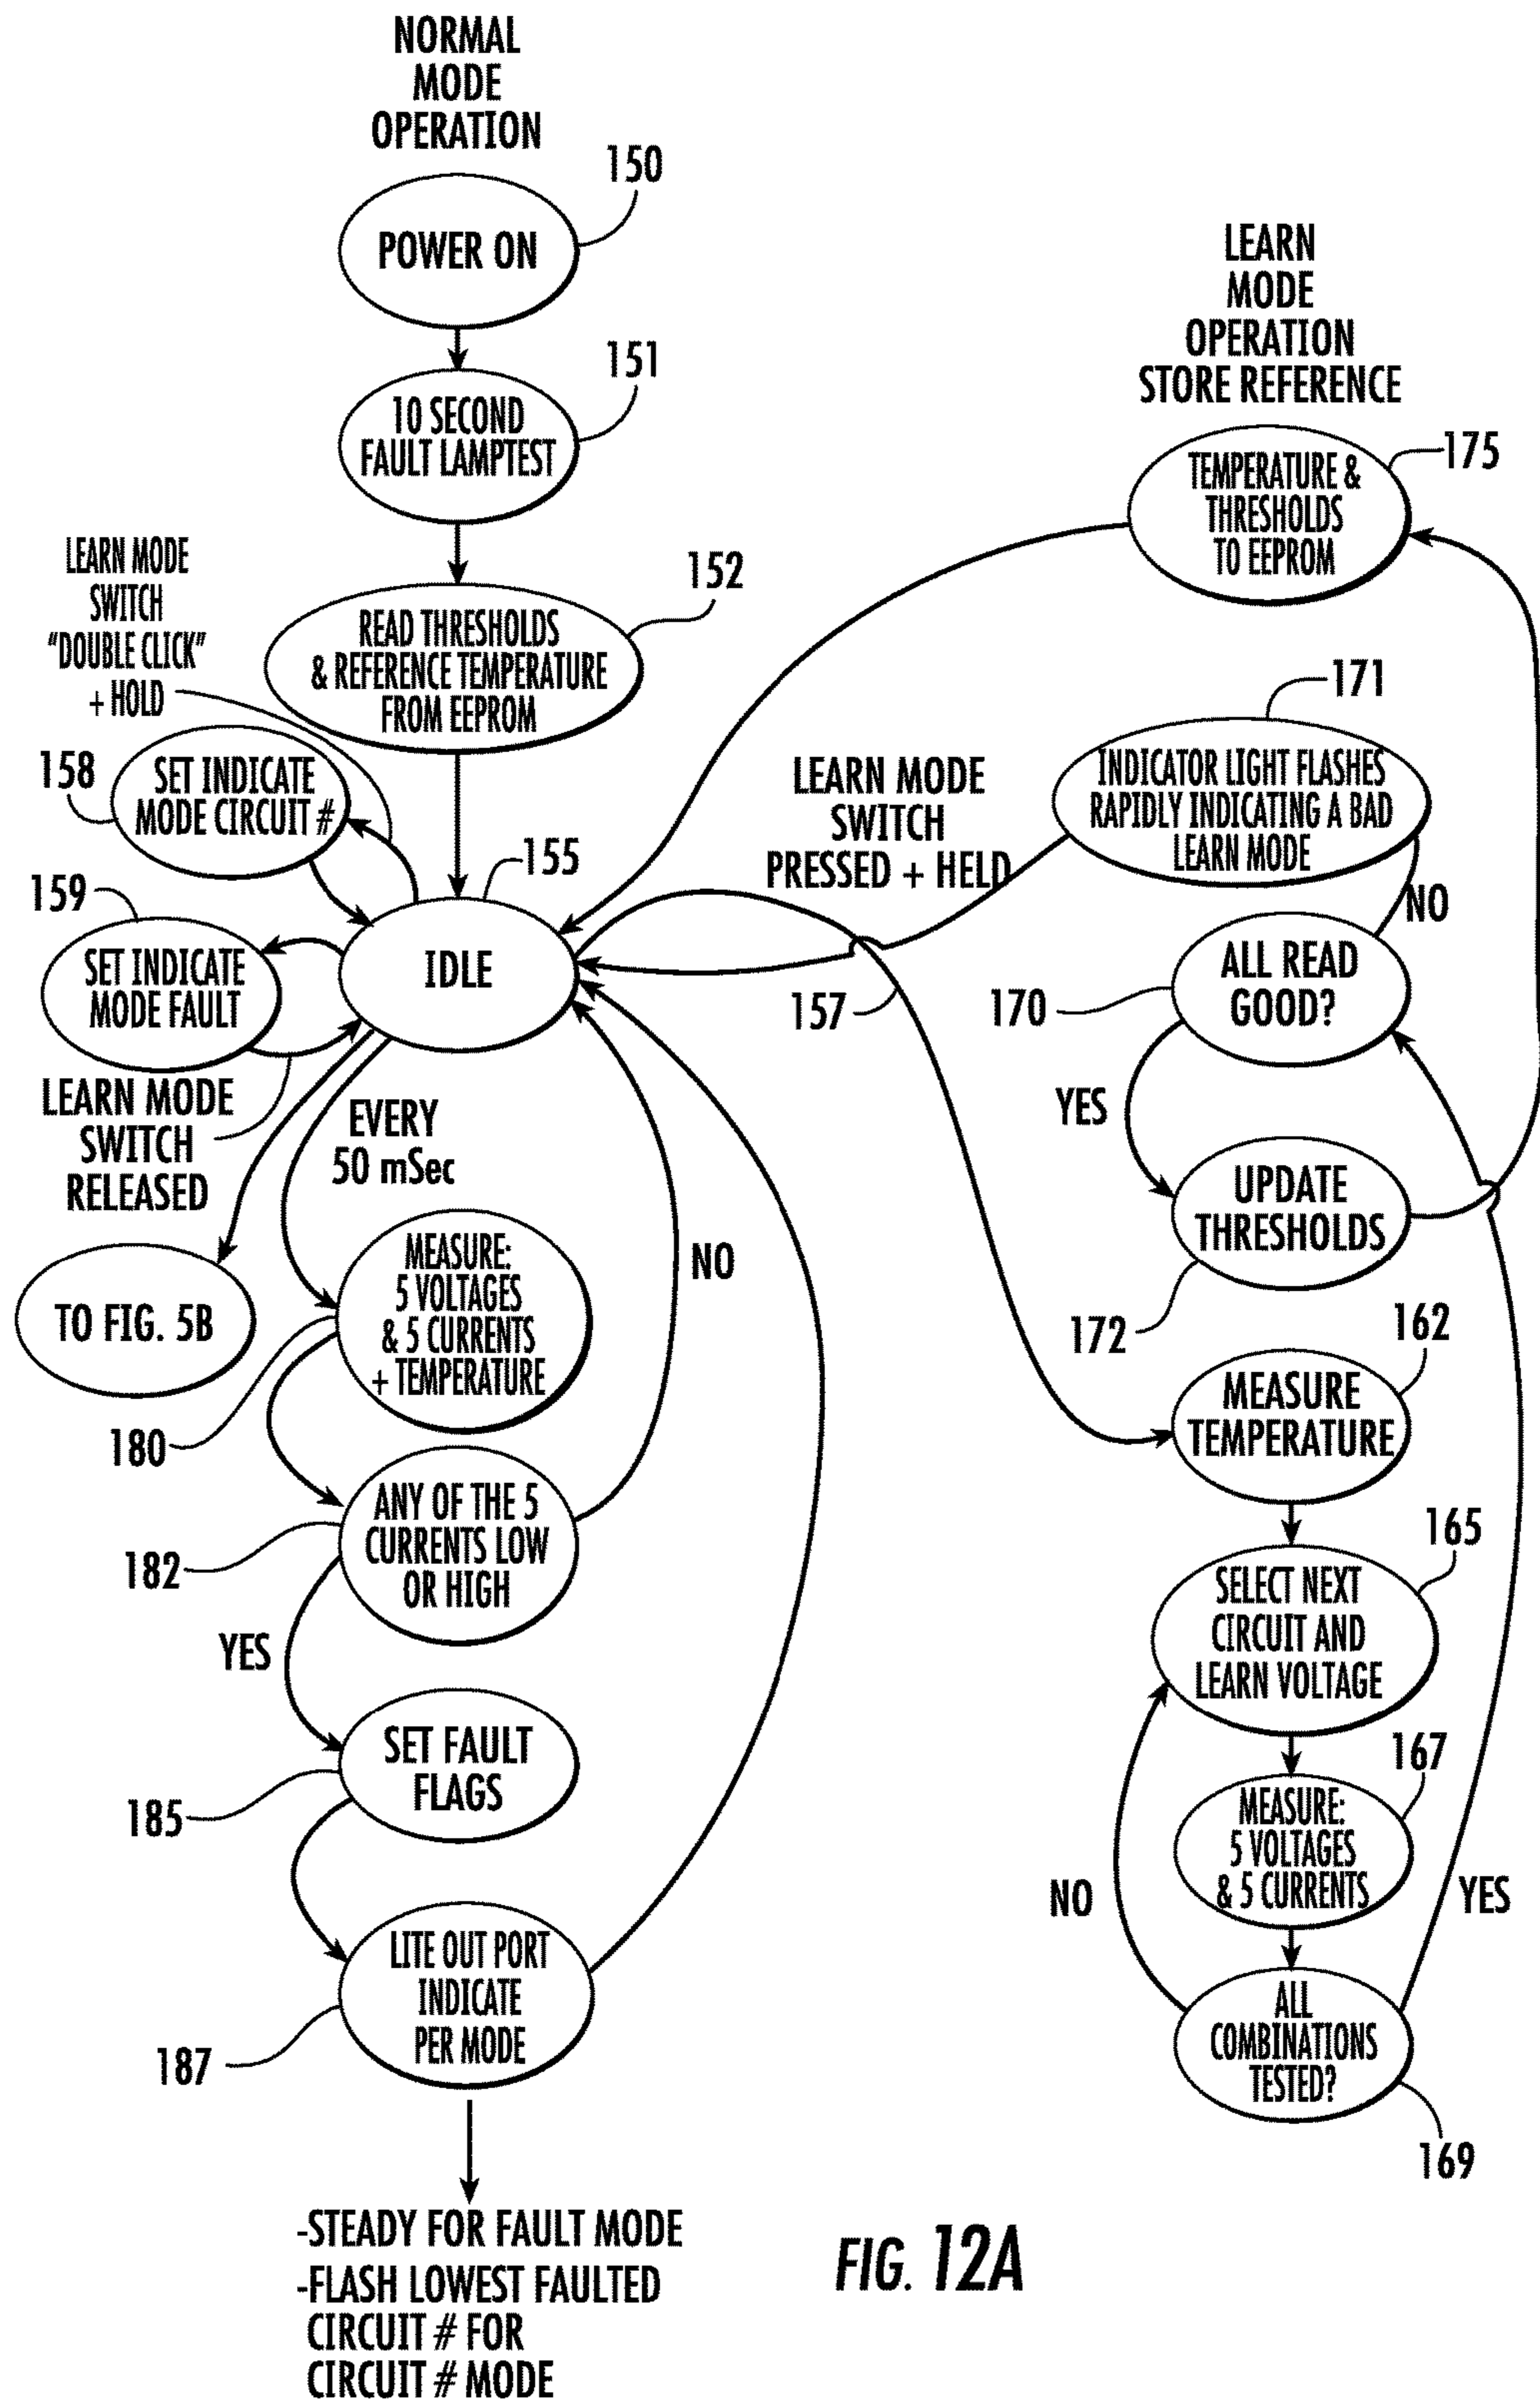 NORMAL
MODE
OPERATION
150
POWER ON
151
10 SECOND
FAULT LAMPTEST
152
READ THRESHOLDS
& REFERENCE TEMPERATURE
FROM EEPROM
LEARN MODE
SWITCH
"DOUBLE CLICK"
+ HOLD
158
SET INDICATE
MODE CIRCUIT #
155
IDLE
159
SET INDICATE
MODE FAULT
LEARN MODE
SWITCH
RELEASED
EVERY
50 mSec
TO FIG. 5B
MEASURE:
5 VOLTAGES
& 5 CURRENTS
+ TEMPERATURE
180
NO
ANY OF THE 5
CURRENTS LOW
OR HIGH
182
YES
SET FAULT
FLAGS
185
LITE OUT PORT
INDICATE
PER MODE
187
-STEADY FOR FAULT MODE
-FLASH LOWEST FAULTED
CIRCUIT # FOR
CIRCUIT # MODE
LEARN
MODE
OPERATION
STORE REFERENCE
175
TEMPERATURE &
THRESHOLDS
TO EEPROM
171
INDICATOR LIGHT FLASHES
RAPIDLY INDICATING A BAD
LEARN MODE
LEARN MODE
SWITCH
PRESSED + HELD
157
NO
ALL READ
GOOD?
170
YES
UPDATE
THRESHOLDS
172
162
MEASURE
TEMPERATURE
165
SELECT NEXT
CIRCUIT AND
LEARN VOLTAGE
167
MEASURE:
5 VOLTAGES
& 5 CURRENTS
NO
YES
ALL
COMBINATIONS
TESTED?
169
FIG. 12A